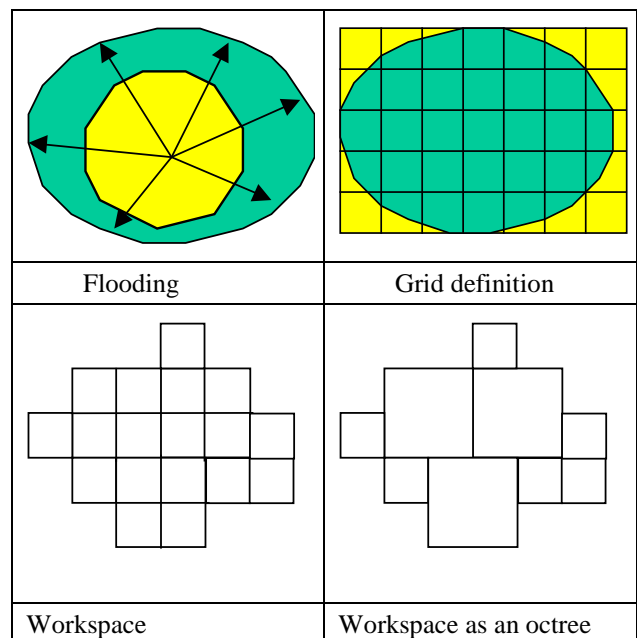 Flooding
Grid definition
Workspace
Workspace as an octree